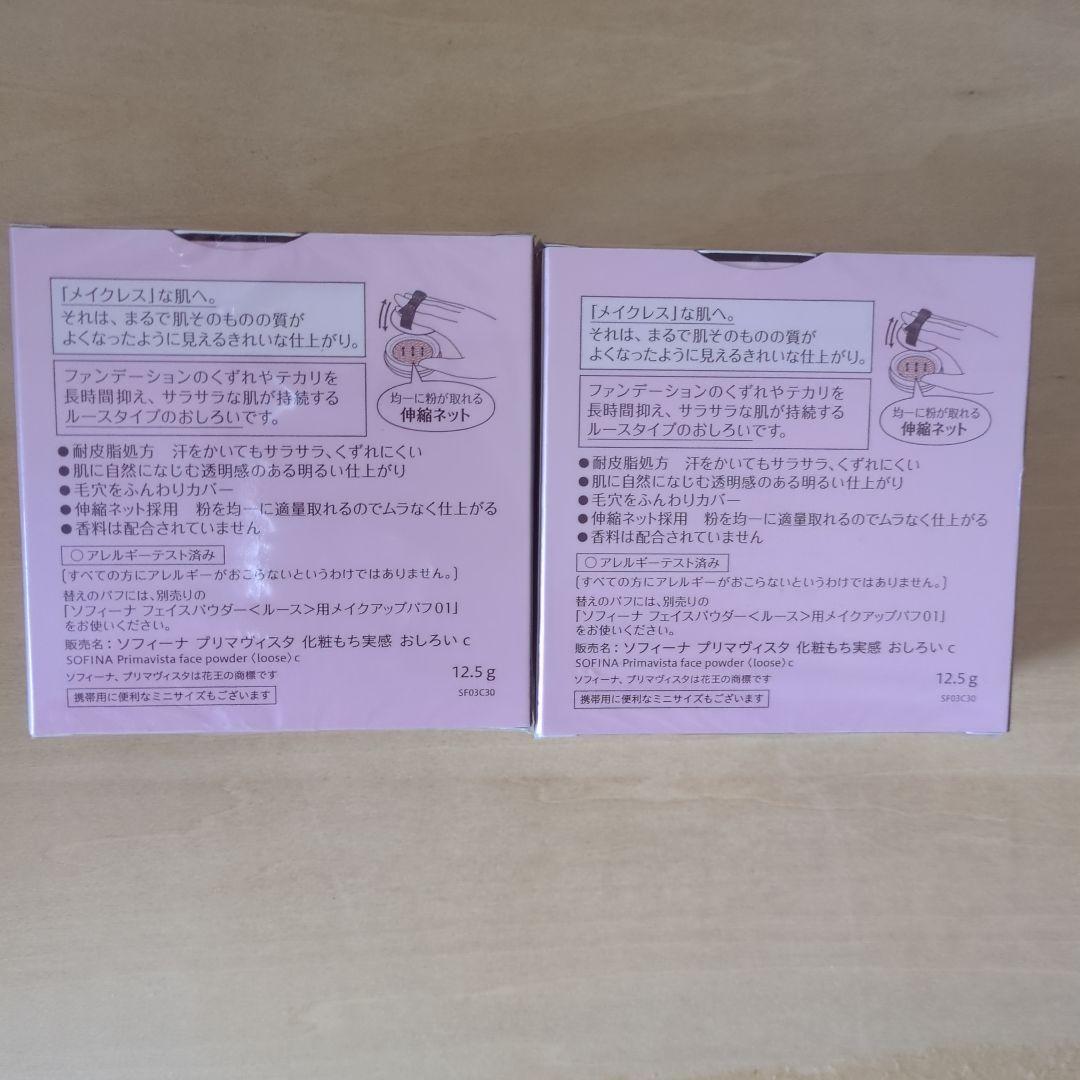 「メイクレス」な肌へ。
それは、まるで肌そのものの質が
よくなったように見えるきれいな仕上がり。
ファンデーションのくずれやテカリを
長時間抑え、サラサラな肌が持続する
ルースタイプのおしろいです。
均一に粉が取れる
伸縮ネット
●耐皮脂処方 汗をかいてもサラサラ、くずれにくい
●肌に自然になじむ透明感のある明るい仕上がり
●毛穴をふんわりカバー
●伸縮ネット採用 粉を均一に適量取れるのでムラなく仕上がる
●香料は配合されていません
○アレルギーテスト済み
〔すべての方にアレルギーがおこらないというわけではありません。〕
替えのパフには、別売りの
「ソフィーナ フェイスパウダー<ルース>用メイクアップパフ01」
をお使いください。
販売名:ソフィーナ プリマヴィスタ 化粧もち実感 おしろい c
SOFINA Primavista face powder〈loose〉c
ソフィーナ、プリマヴィスタは花王の商標です
12.5g
携帯用に便利なミニサイズもございます
SF03C30
「メイクレス」な肌へ。
それは、まるで肌そのものの質が
よくなったように見えるきれいな仕上がり。
ファンデーションのくずれやテカリを
長時間抑え、サラサラな肌が持続する
ルースタイプのおしろいです。
均一に粉が取れる
伸縮ネット
●耐皮脂処方 汗をかいてもサラサラ、くずれにくい
●肌に自然になじむ透明感のある明るい仕上がり
●毛穴をふんわりカバー
●伸縮ネット採用 粉を均一に適量取れるのでムラなく仕上がる
●香料は配合されていません
○アレルギーテスト済み
〔すべての方にアレルギーがおこらないというわけではありません。〕
替えのパフには、別売りの
「ソフィーナ フェイスパウダー<ルース>用メイクアップパフ01」
をお使いください。
販売名:ソフィーナ プリマヴィスタ 化粧もち実感 おしろい c
SOFINA Primavista face powder〈loose〉c
ソフィーナ、プリマヴィスタは花王の商標です
12.5g
携帯用に便利なミニサイズもございます
SF03C30